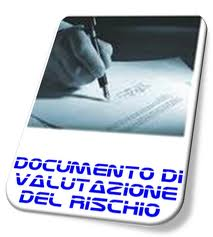 DOCUMENTO DI
VALUTAZIONE
DEL RISCHIO